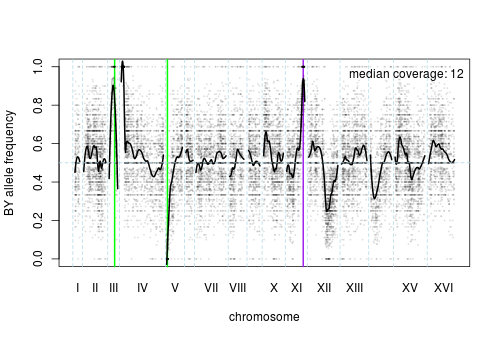 median coverage: 12
BY allele frequency
1.0
0.8
0.6
0.4
0.2
0.0
I II III IV V VII VIII X XI XII XIII XV XVI
chromosome